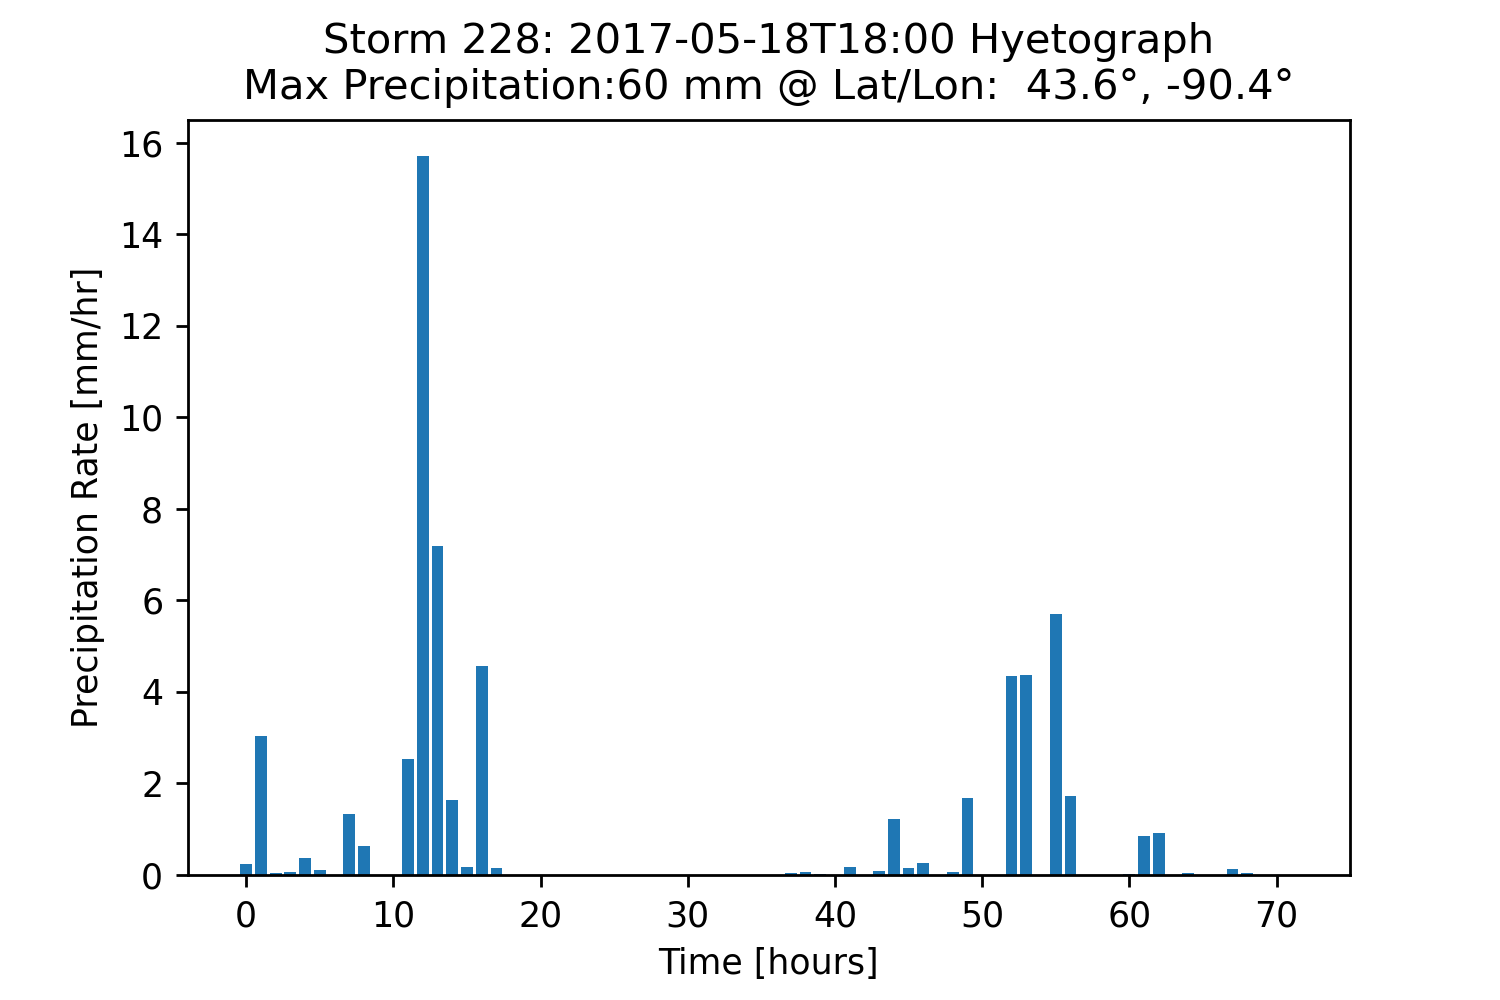 Storm 228: 2017-05-18T18:00 Hyetograph
Max Precipitation:60 mm @ Lat/Lon:  43.6°, -90.4°
16
14
12
10
8
6
4
2
0
Precipitation Rate [mm/hr]
0 10 20 30 40 50 60 70
Time [hours]